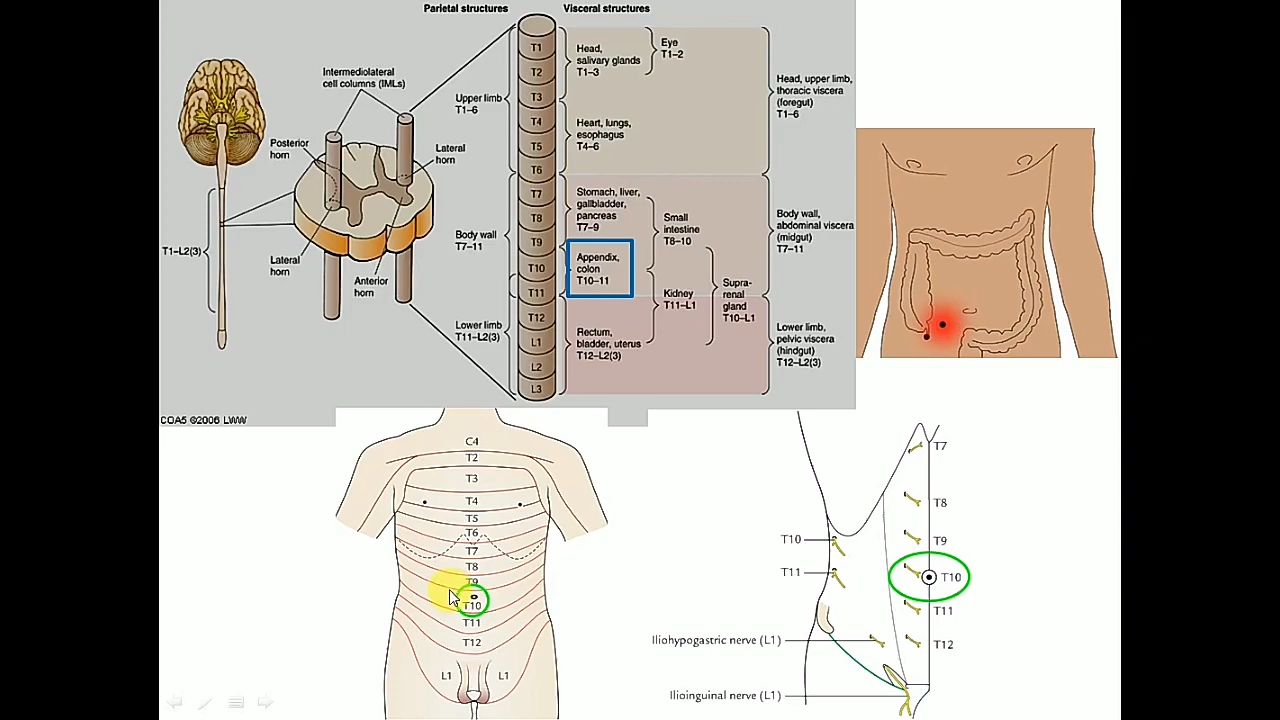 Parietal structures
Visceral structures
Intermediolateral
cell columns (IMLs)
Posterior
horn
Lateral
horn
T1–L2(3)
Lateral
horn
Anterior
horn
Upper limb
T1–6
Body wall
T7–11
Lower limb
T11–L2(3)
T1
T2
T3
T4
T5
T6
T7
T8
T9
T10
T11
T12
L1
L2
L3
Head,
salivary glands
T1–3
Eye
T1–2
Heart, lungs,
esophagus
T4–6
Stomach, liver,
gallbladder,
pancreas
T7–9
Small
intestine
T8–10
Appendix,
colon
T10–11
Kidney
T11–L1
Supra-
renal
gland
T10–L1
Rectum,
bladder, uterus
T12–L2(3)
Head, upper limb,
thoracic viscera
(foregut)
T1–6
Body wall,
abdominal viscera
(midgut)
T7–11
Lower limb,
pelvic viscera
(hindgut)
T12–L2(3)
COA5 ©2006 LWW
C4
T2
T3
T4
T5
T6
T7
T8
T9
T10
T11
T12
L1
L1
T7
T8
T9
T10
T10
T11
T11
T12
Iliohypogastric nerve (L1)
Ilioinguinal nerve (L1)